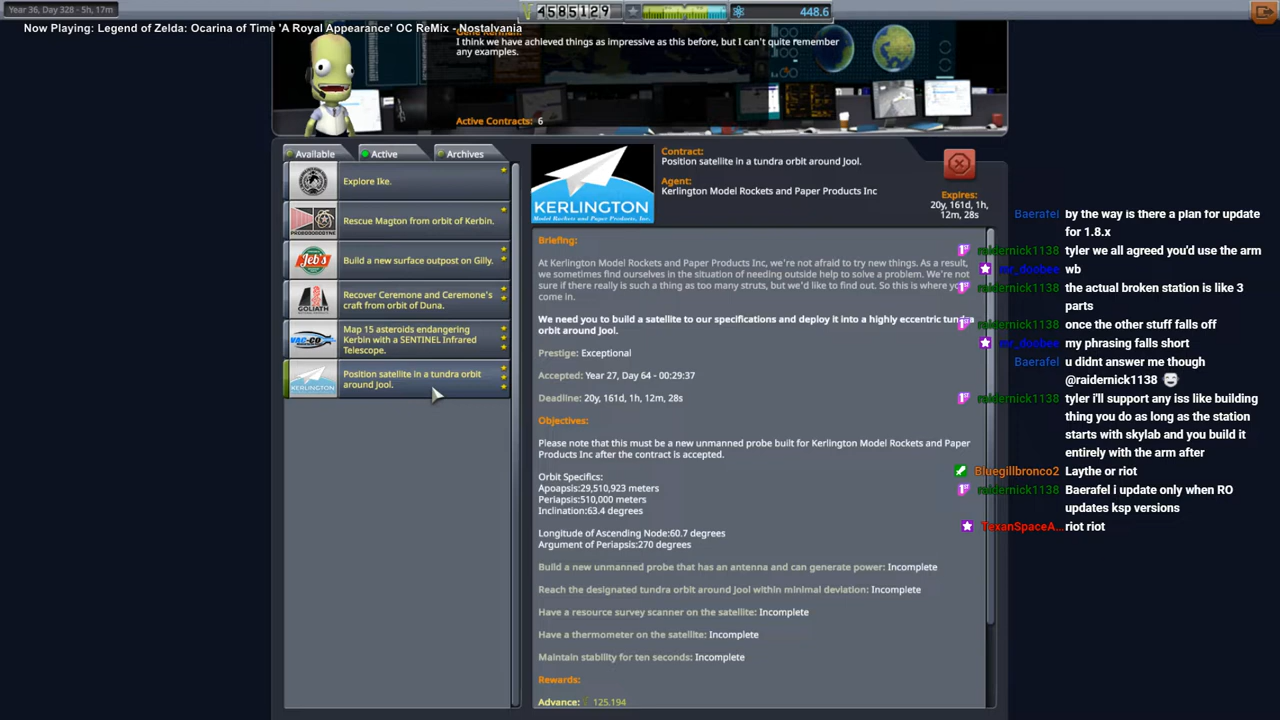 Year 36, Day 328 - 5h, 17m
4585129
448.6
Now Playing: Legend of Zelda: Ocarina of Time 'A Royal Appearance' OC ReMix - Nostalvania
I think we have achieved things as impressive as this before, but I can't quite remember
any examples.
Active Contracts: 6
Available
Active
Archives
Explore Ike.
Rescue Magton from orbit of Kerbin.
Build a new surface outpost on Gilly.
Recover Ceremone and Ceremone's
craft from orbit of Duna.
Map 15 asteroids endangering
Kerbin with a SENTINEL Infrared
Telescope.
Position satellite in a tundra orbit
around Jool.
KERLINGTON
Model Rockets and Paper Products, Inc.
Contract:
Position satellite in a tundra orbit around Jool.
Agent:
Kerlington Model Rockets and Paper Products Inc
Expires:
20y, 161d, 1h,
12m, 28s
Briefing:
At Kerlington Model Rockets and Paper Products Inc, we're not afraid to try new things. As a result,
we sometimes find ourselves in the situation of needing outside help to solve a problem. We're not
sure if there really is such a thing as too many struts, but we'd like to find out. So this is where
come in.
We need you to build a satellite to our specifications and deploy it into a highly eccentric tundra
orbit around Jool.
Prestige: Exceptional
Accepted: Year 27, Day 64 - 00:29:37
Deadline: 20y, 161d, 1h, 12m, 28s
Objectives:
Please note that this must be a new unmanned probe built for Kerlington Model Rockets and Paper
Products Inc after the contract is accepted.
Orbit Specifics:
Apoapsis:29,510,923 meters
Periapsis:510,000 meters
Inclination:63.4 degrees
Longitude of Ascending Node:60.7 degrees
Argument of Periapsis:270 degrees
Build a new unmanned probe that has an antenna and can generate power: Incomplete
Reach the designated tundra orbit around Jool within minimal deviation: Incomplete
Have a resource survey scanner on the satellite: Incomplete
Have a thermometer on the satellite: Incomplete
Maintain stability for ten seconds: Incomplete
Rewards:
Advance: 125,194
Baerafel by the way is there a plan for update
for 1.8.x
raidernick1138 tyler we all agreed you'd use the arm
mr_doobee wb
raidernick1138 the actual broken station is like 3
parts
raidernick1138 once the other stuff falls off
mr_doobee my phrasing falls short
Baerafel u didnt answer me though
@raidernick1138
raidernick1138 tyler i'll support any iss like building
thing you do as long as the station
starts with skylab and you build it
entirely with the arm after
Bluegillbronco2 Laythe or riot
raidernick1138 Baerafel i update only when RO
updates ksp versions
TexanSpaceA... riot riot